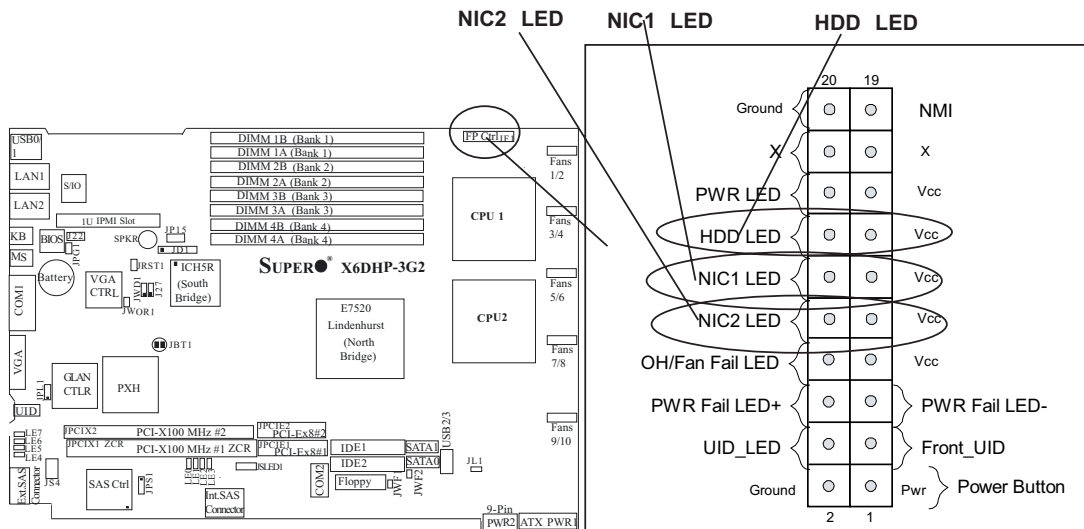 NIC2 LED
NIC1 LED
HDD LED
USB0/
1
LAN1
LAN2
S/IO
KB
MS
BIOS
J22
JPG1
1U IPMI Slot
SPKR
JP15
JD1
Battery
COM1
VGA
CTRL
JRST1
JWD1
J27
JWOR1
ICH5R
(South
Bridge)
DIMM 1B (Bank 1)
DIMM 1A (Bank 1)
DIMM 2B (Bank 2)
DIMM 2A (Bank 2)
DIMM 3B (Bank 3)
DIMM 3A (Bank 3)
DIMM 4B (Bank 4)
DIMM 4A (Bank 4)
SUPER® X6DHP-3G2
FP Ctrl
JF1
CPU 1
CPU2
Fans
1/2
Fans
3/4
Fans
5/6
Fans
7/8
Fans
9/10
E7520
Lindenhurst
(North
Bridge)
JBT1
VGA
JPL1
GLAN
CTLR
PXH
UID
LE7
LE6
LE5
LE4
JPCIX2
PCI-X100 MHz #2
JPCIX1 ZCR
PCI-X100 MHz #1 ZCR
JPCIE2
PCI-Ex8#2
JPCIE1
PCI-Ex8#1
IDE1
IDE2
SATA1
SATA0
USB 2/3
JL1
Ext.SAS
Connector
JS4
SAS Ctrl
JPS1
JSLED1
Int.SAS
Connector
COM2
Floppy
JWF2
9-Pin
PWR2
ATX PWR1
20 19
Ground NMI
X X
PWR LED Vcc
HDD LED Vcc
NIC1 LED Vcc
NIC2 LED Vcc
OH/Fan Fail LED Vcc
PWR Fail LED+ PWR Fail LED-
UID_LED Front_UID
Ground Pwr Power Button
2 1